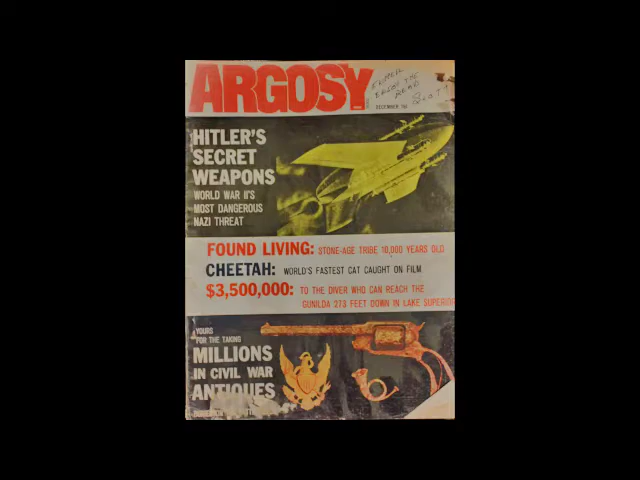 ARGOSY
DECEMBER
HITLER'S
SECRET
WEAPONS
WORLD WAR II'S
MOST DANGEROUS
NAZI THREAT
FOUND LIVING: STONE-AGE TRIBE 10,000 YEARS OLD
CHEETAH: WORLD'S FASTEST CAT CAUGHT ON FILM
$3,500,000: TO THE DIVER WHO CAN REACH THE
GUNILDA 273 FEET DOWN IN LAKE SUPERIOR
YOURS
FOR THE TAKING
MILLIONS
IN CIVIL WAR
ANTIQUES